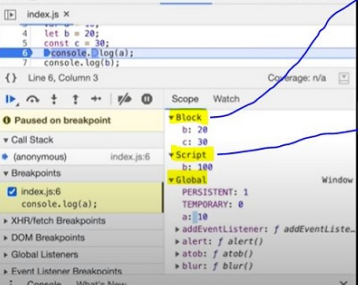 index.js ×
4 let b = 20;
5 const c = 30;
6 console.log(a);
7 console.log(b);
{} Line 6, Column 3 Coverage: n/a
Scope Watch
Paused on breakpoint
▼ Call Stack
(anonymous) index.js:6
▼ Breakpoints
index.js:6
console.log(a);
▶ XHR/fetch Breakpoints
▶ DOM Breakpoints
▶ Global Listeners
▶ Event Listener Breakpoints
▼ Block
b: 20
c: 30
▼ Script
b: 100
▼ Global Window
PERSISTENT: 1
TEMPORARY: 0
a: 10
▶ addEventListener: ƒ addEventListe…
▶ alert: ƒ alert()
▶ atob: ƒ atob()
▶ blur: ƒ blur()
Console What's New